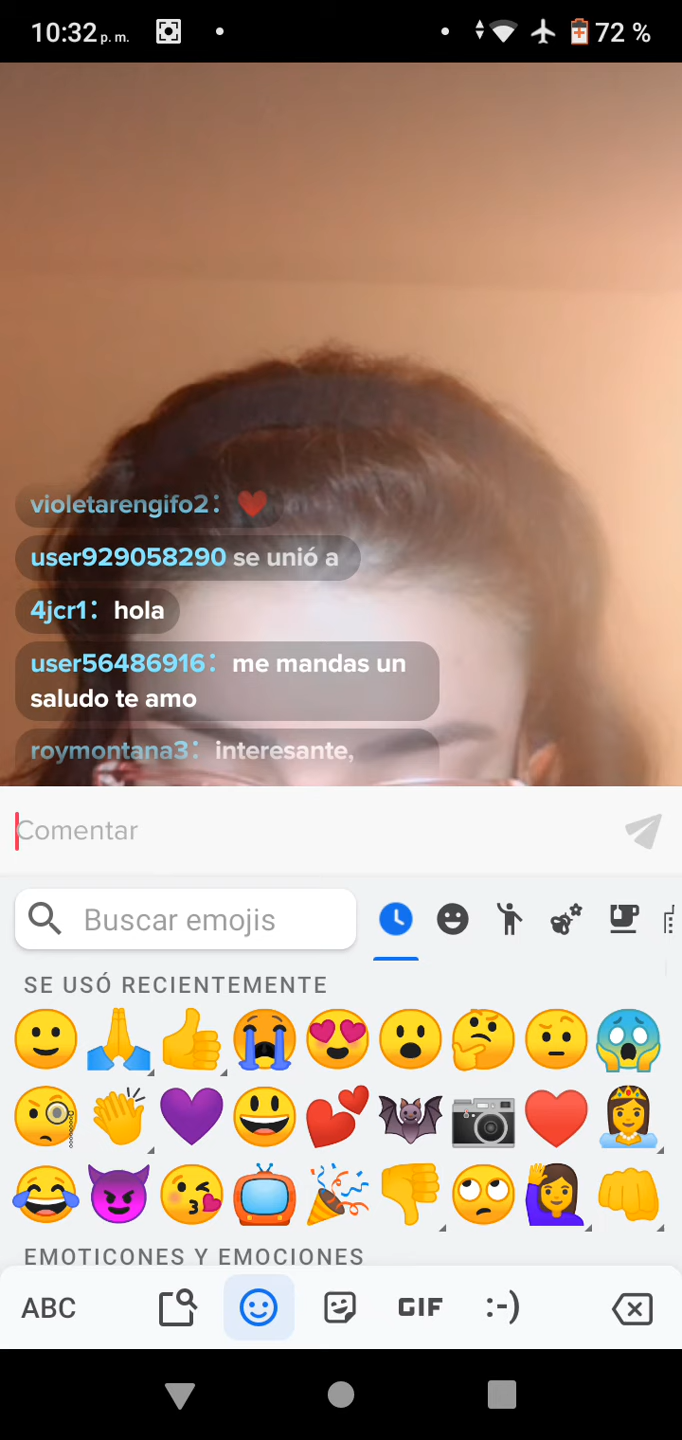 10:32 p. m.
72 %
violetarengifo2:
user929058290 se unió a
4jcr1: hola
user56486916: me mandas un
saludo te amo
roymontana3: interesante,
Comentar
Buscar emojis
SE USÓ RECIENTEMENTE
EMOTICONES Y EMOCIONES
ABC
GIF
:-)